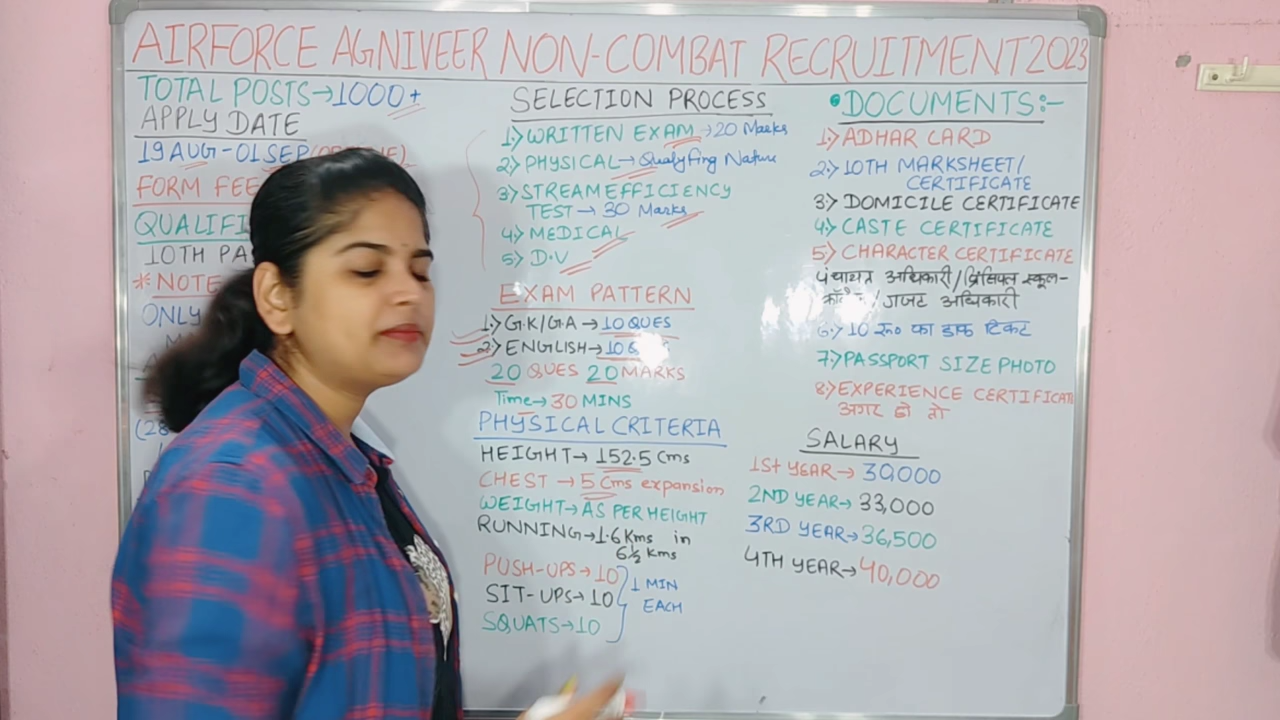 AIRFORCE AGNIVEER NON-COMBAT RECRUITMENT 2023
TOTAL POSTS→1000+
APPLY DATE
19 AUG-01 SEP
FORM FEE
QUALIFI
10TH PA
*NOTE
ONLY
(28
SELECTION PROCESS
1.> WRITTEN EXAM → 20 Marks
2.> PHYSICAL → Qualyfing Nature
3.> STREAM EFFICIENCY
TEST → 30 Marks
4.> MEDICAL
5.> D.V
EXAM PATTERN
1.> G.K/G.A → 10 QUES
2.> ENGLISH → 10
20 QUES 20 MARKS
Time → 30 MINS
PHYSICAL CRITERIA
HEIGHT → 152.5 Cms
CHEST → 5 Cms expansion
WEIGHT → AS PER HEIGHT
RUNNING → 1.6 Kms in
6½ Kms
PUSH-UPS → 10
SIT-UPS → 10
SQUATS → 10
1 MIN
EACH
• DOCUMENTS:-
1.> ADHAR CARD
2.> 10TH MARKSHEET/
CERTIFICATE
3.> DOMICILE CERTIFICATE
4.> CASTE CERTIFICATE
5.> CHARACTER CERTIFICATE
पंचायत अधिकारी/प्रिंसिपल स्कूल-
/गजट अधिकारी
6.> 10 रू० का डाक टिकट
7.> PASSPORT SIZE PHOTO
8.> EXPERIENCE CERTIFICATE
अगर हो तो
SALARY
1St YEAR → 30,000
2ND YEAR → 33,000
3RD YEAR → 36,500
4TH YEAR → 40,000